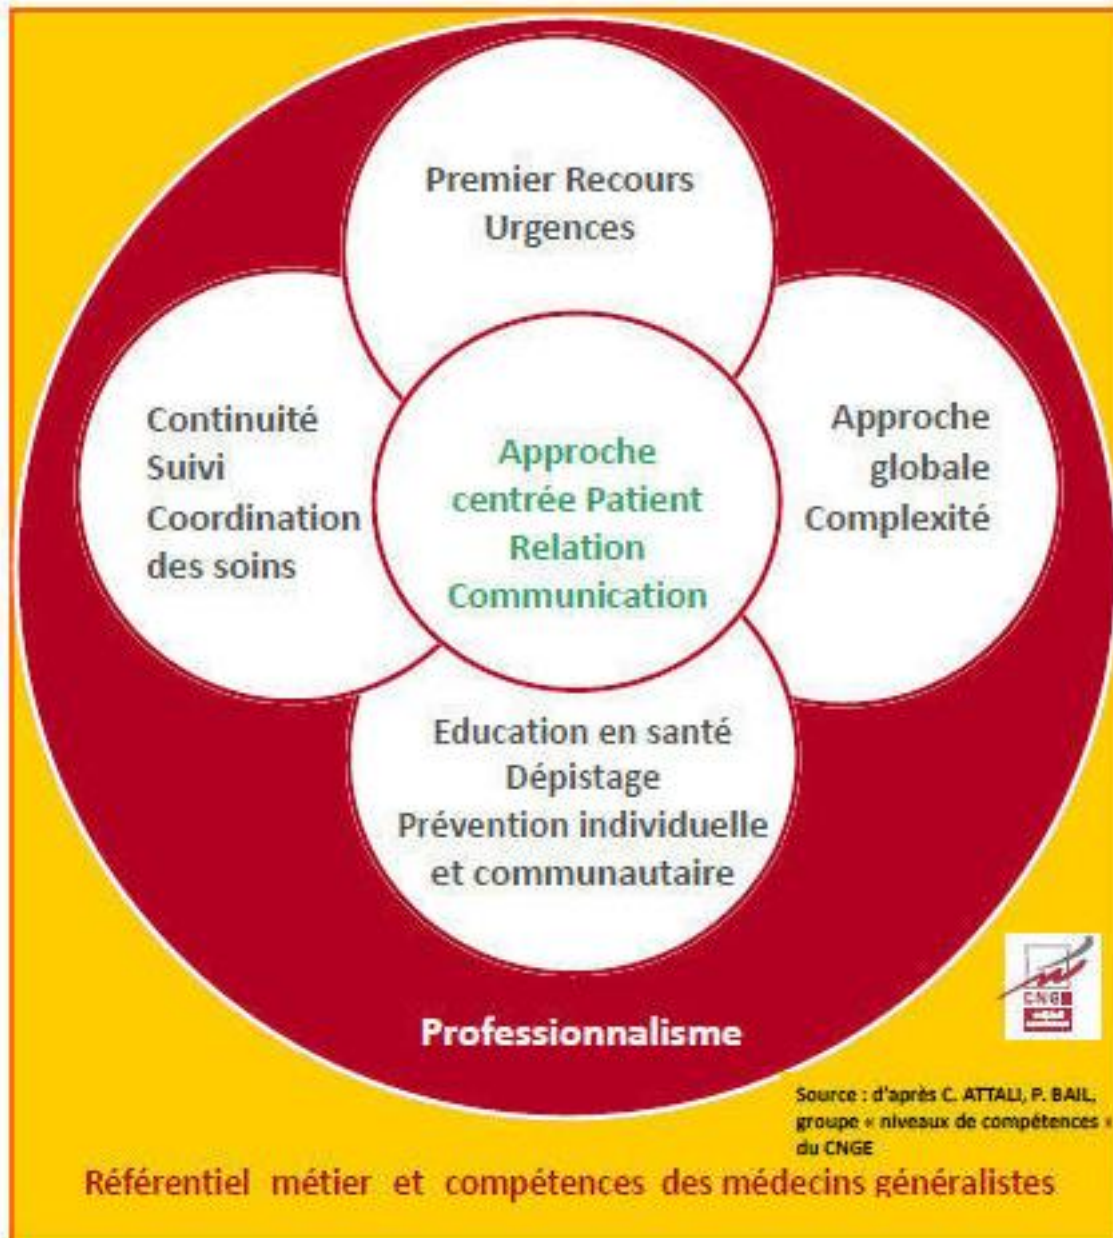 Premier Recours
Urgences
Continuité
Suivi
Coordination
des soins
Approche
centrée Patient
Relation
Communication
Approche
globale
Complexité
Education en santé
Dépistage
Prévention individuelle
et communautaire
Professionnalisme
CNGE
Source : d'après C. ATTALI, P. BAIL,
groupe « niveaux de compétences »
du CNGE
Référentiel métier et compétences des médecins généralistes